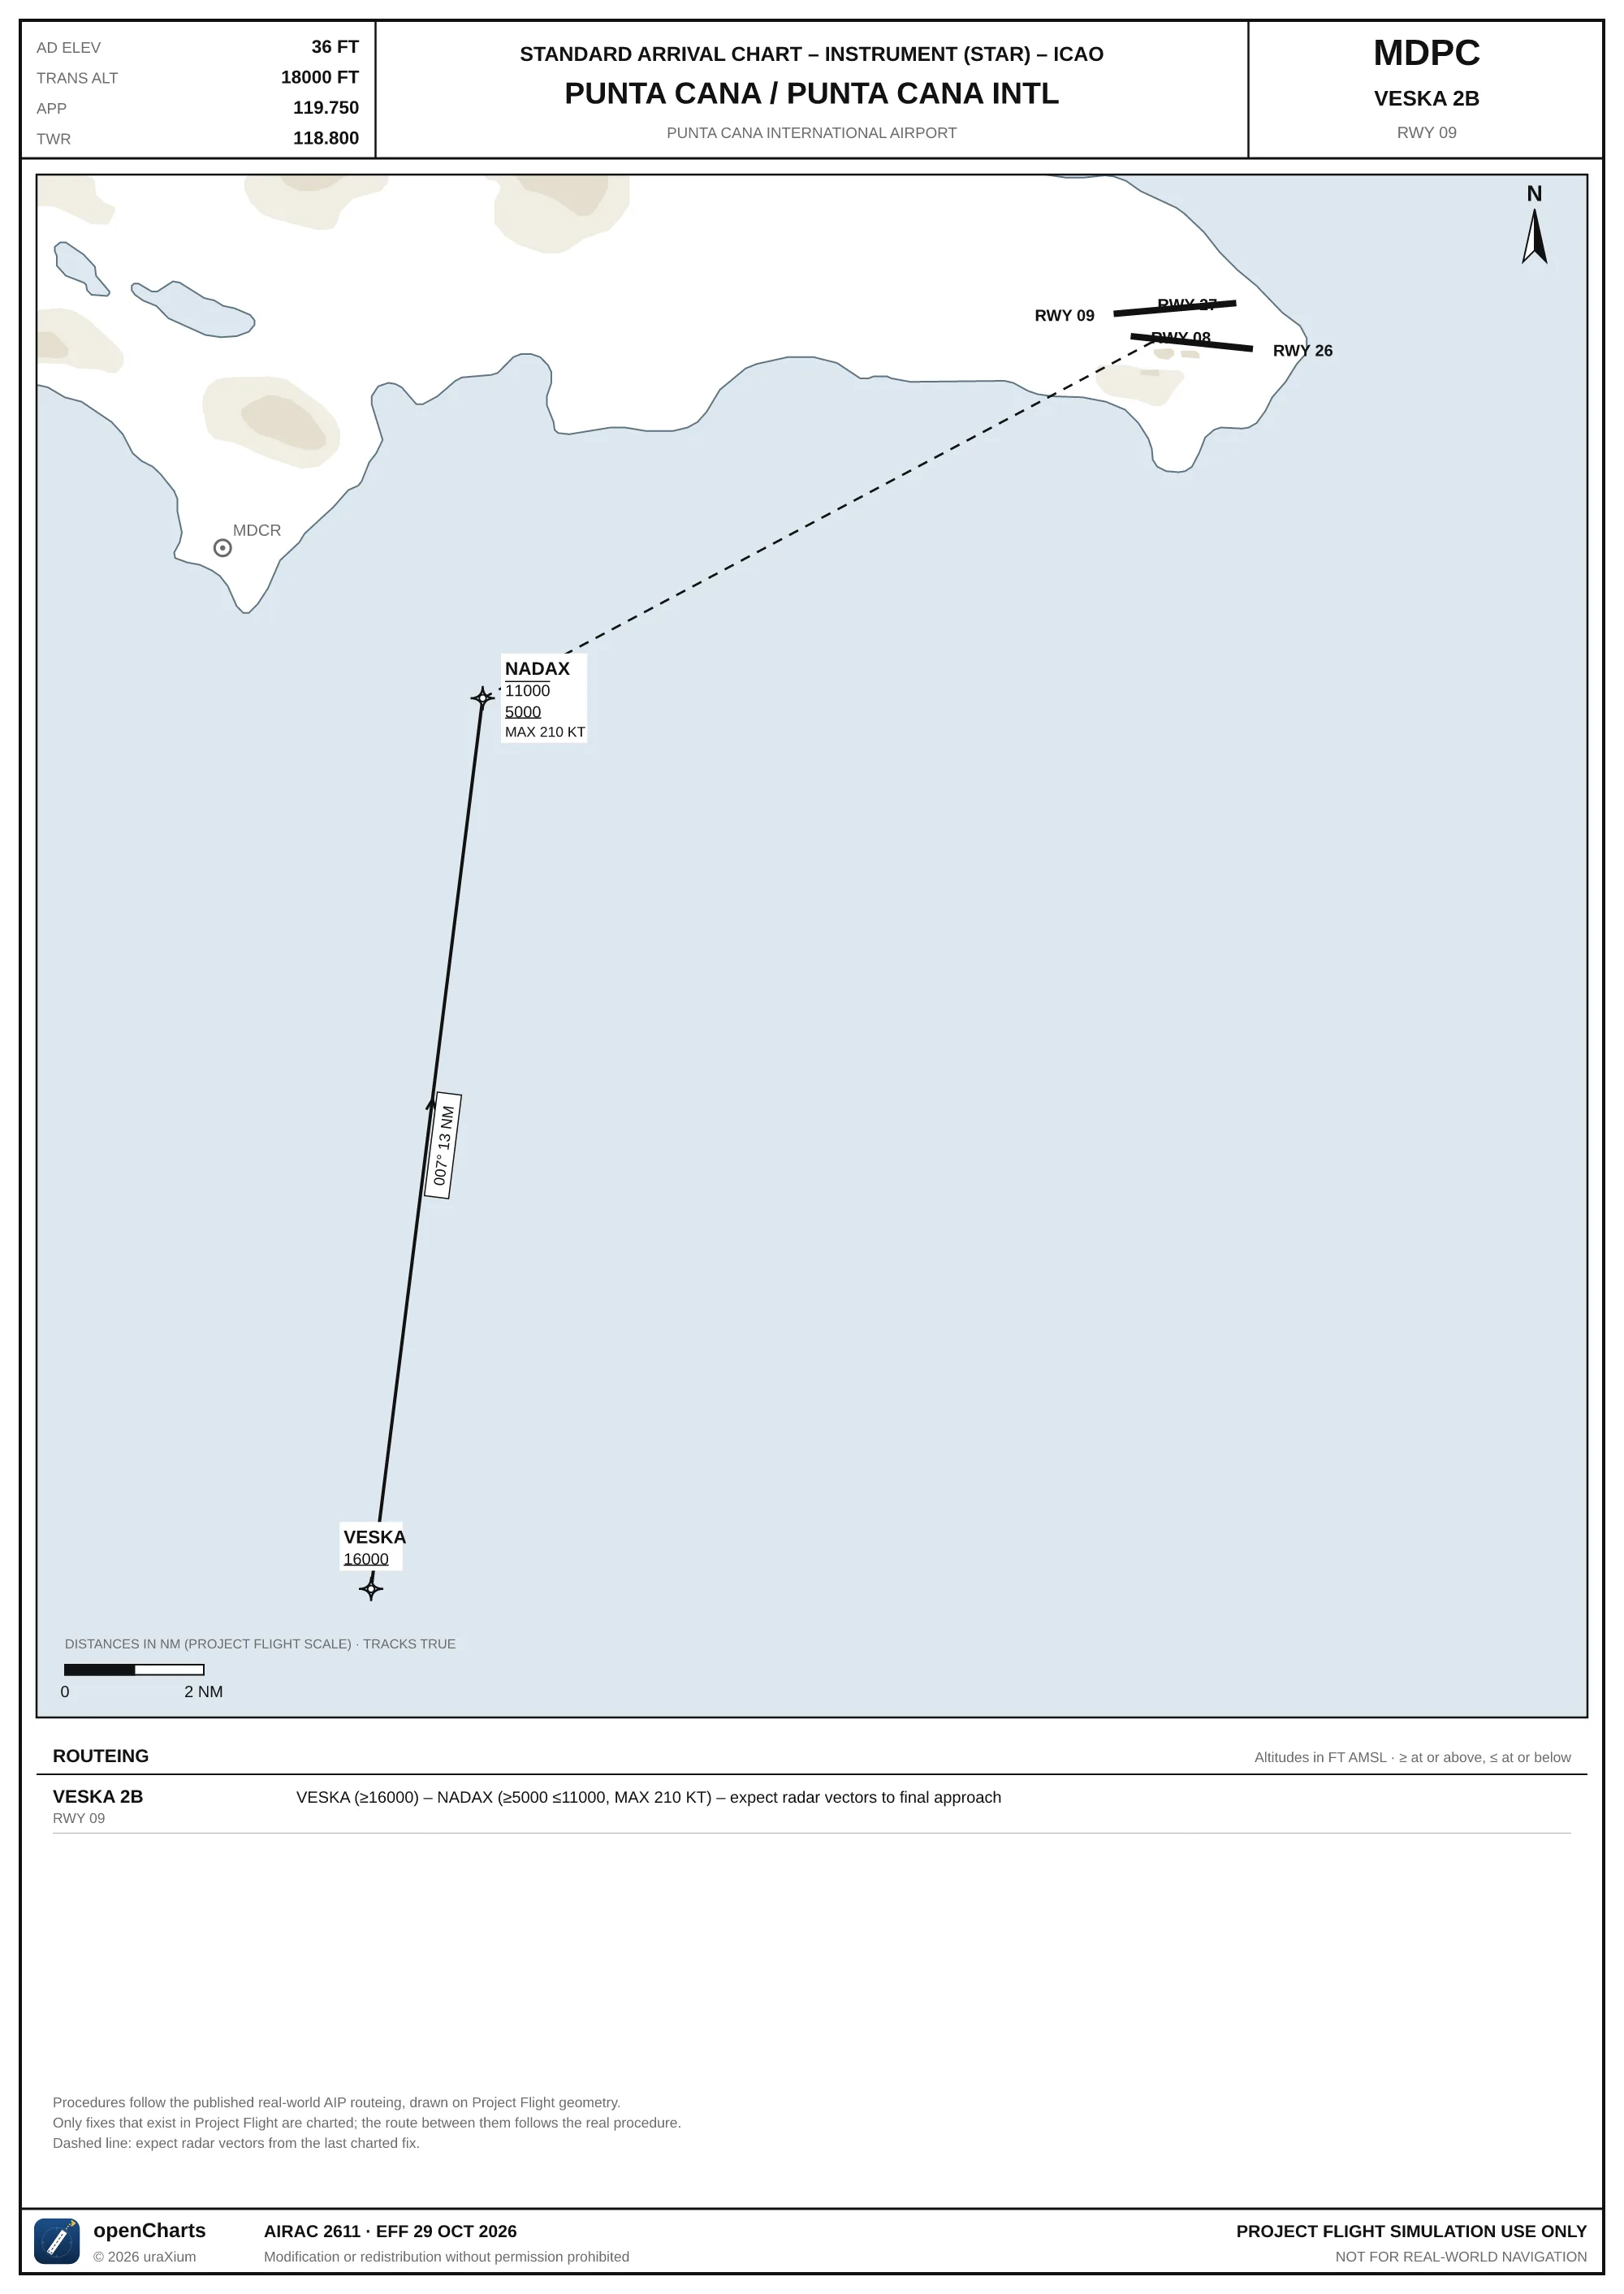 AD ELEV 36 FT
TRANS ALT 18000 FT
APP 119.750
TWR 118.800
STANDARD ARRIVAL CHART – INSTRUMENT (STAR) – ICAO
PUNTA CANA / PUNTA CANA INTL
PUNTA CANA INTERNATIONAL AIRPORT
MDPC
VESKA 2B
RWY 09
N
RWY 27
RWY 09
RWY 08
RWY 26
MDCR
NADAX
11000
5000
MAX 210 KT
007° 13 NM
VESKA
16000
DISTANCES IN NM (PROJECT FLIGHT SCALE) · TRACKS TRUE
0 2 NM
ROUTEING
Altitudes in FT AMSL · ≥ at or above, ≤ at or below
VESKA 2B
VESKA (≥16000) – NADAX (≥5000 ≤11000, MAX 210 KT) – expect radar vectors to final approach
RWY 09
Procedures follow the published real-world AIP routeing, drawn on Project Flight geometry.
Only fixes that exist in Project Flight are charted; the route between them follows the real procedure.
Dashed line: expect radar vectors from the last charted fix.
openCharts
© 2026 uraXium
AIRAC 2611 · EFF 29 OCT 2026
Modification or redistribution without permission prohibited
PROJECT FLIGHT SIMULATION USE ONLY
NOT FOR REAL-WORLD NAVIGATION